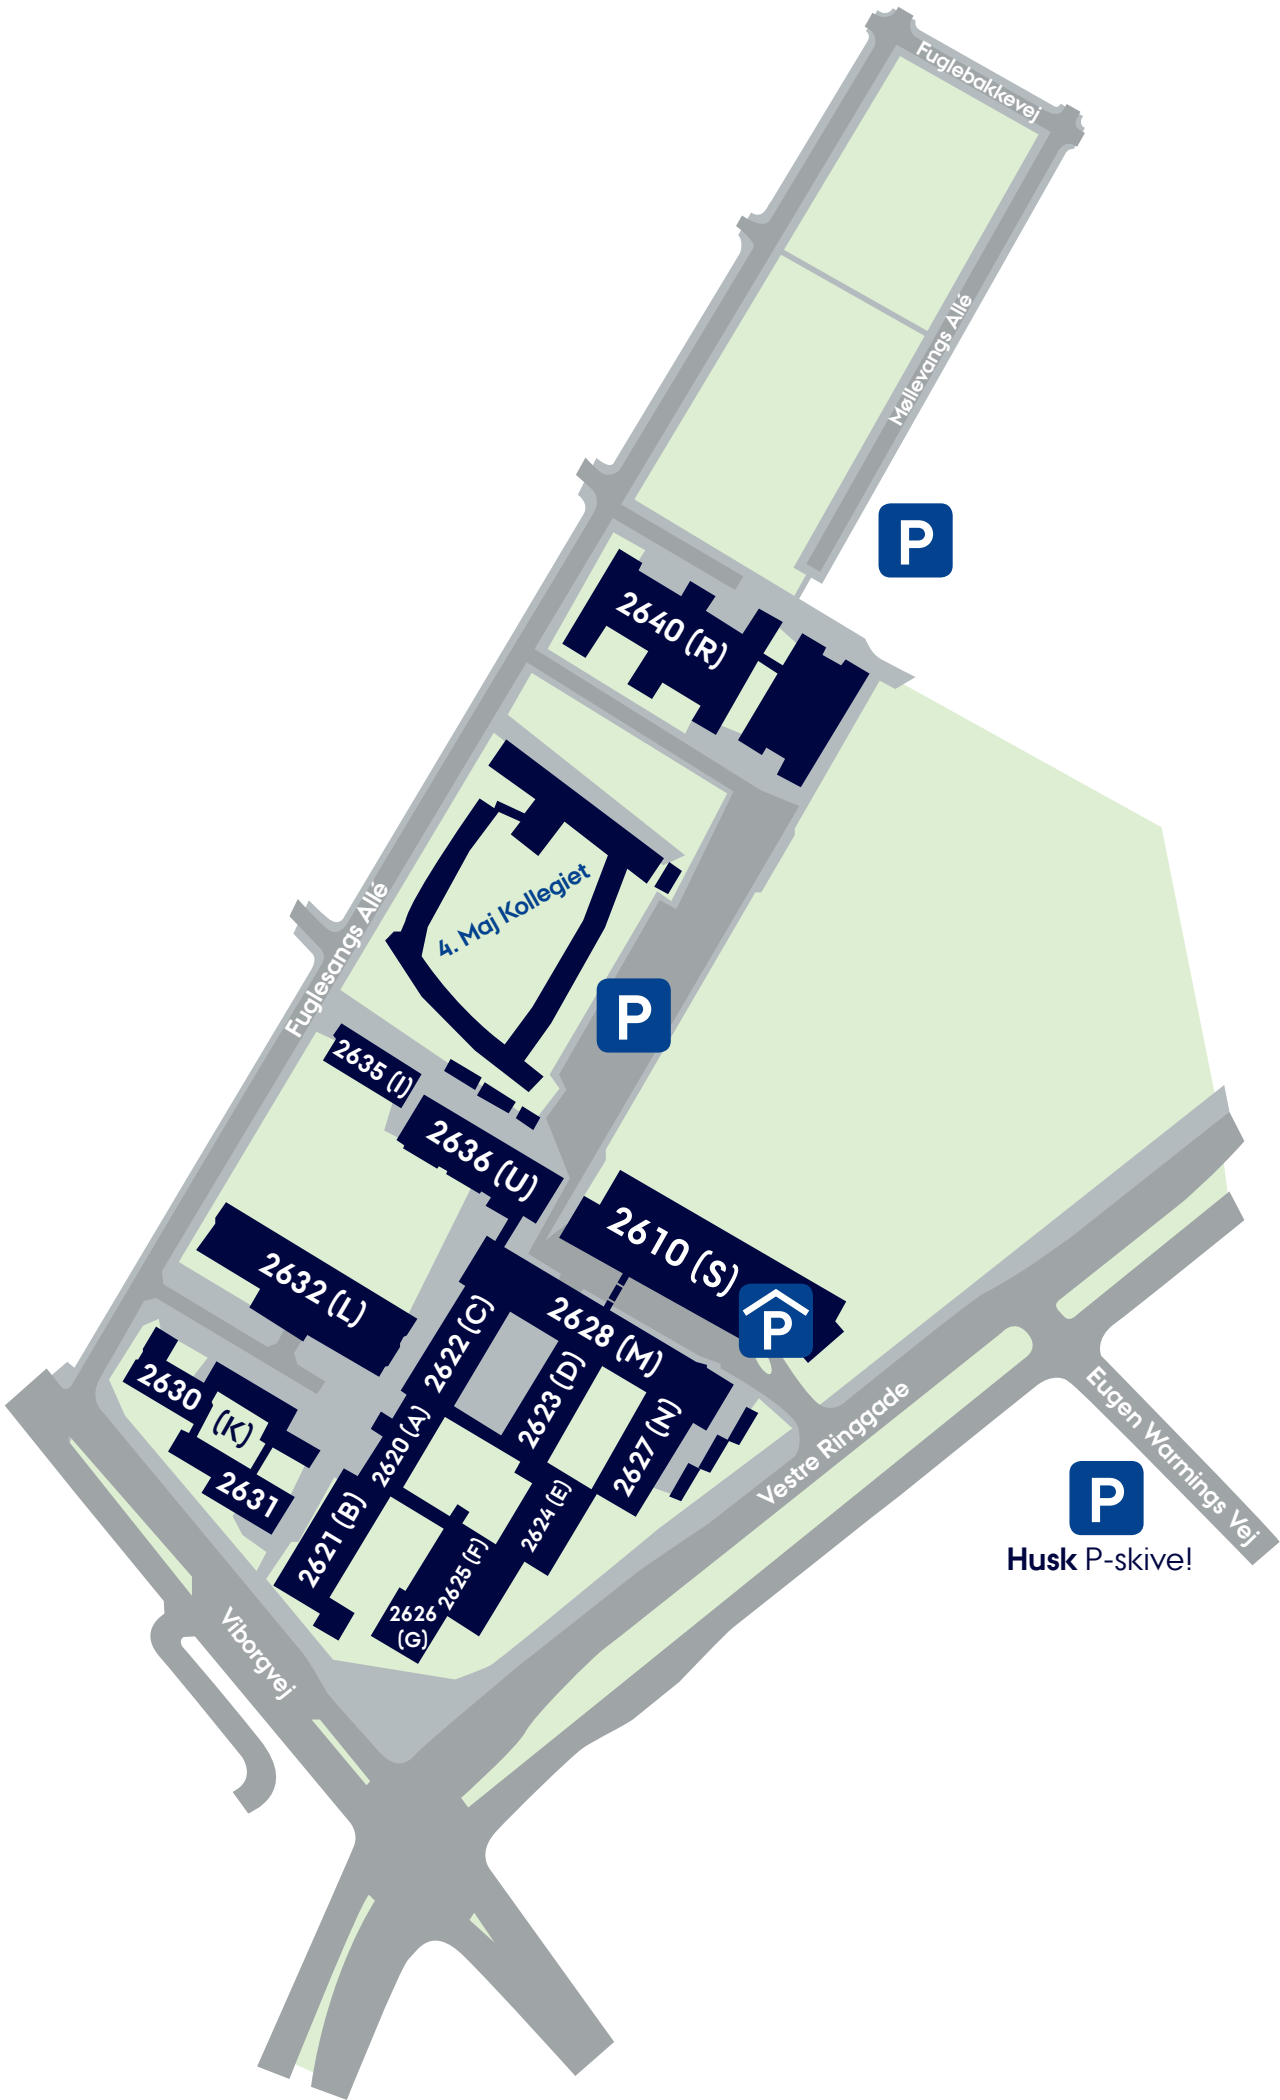 Fuglebakkevej
Møllevangs Allé
P
2640 (R)
4. Maj Kollegiet
Fuglesangs Allé
P
2635 (I)
2636 (U)
2610 (S)
2632 (L)
2628 (M)
P
2622 (C)
2623 (D)
2630
(K)
2631
2620 (A)
2627 (N)
Vestre Ringgade
Eugen Warmings Vej
P
Husk P-skive!
2621 (B)
2624 (E)
2625 (F)
2626
(G)
Viborgvej